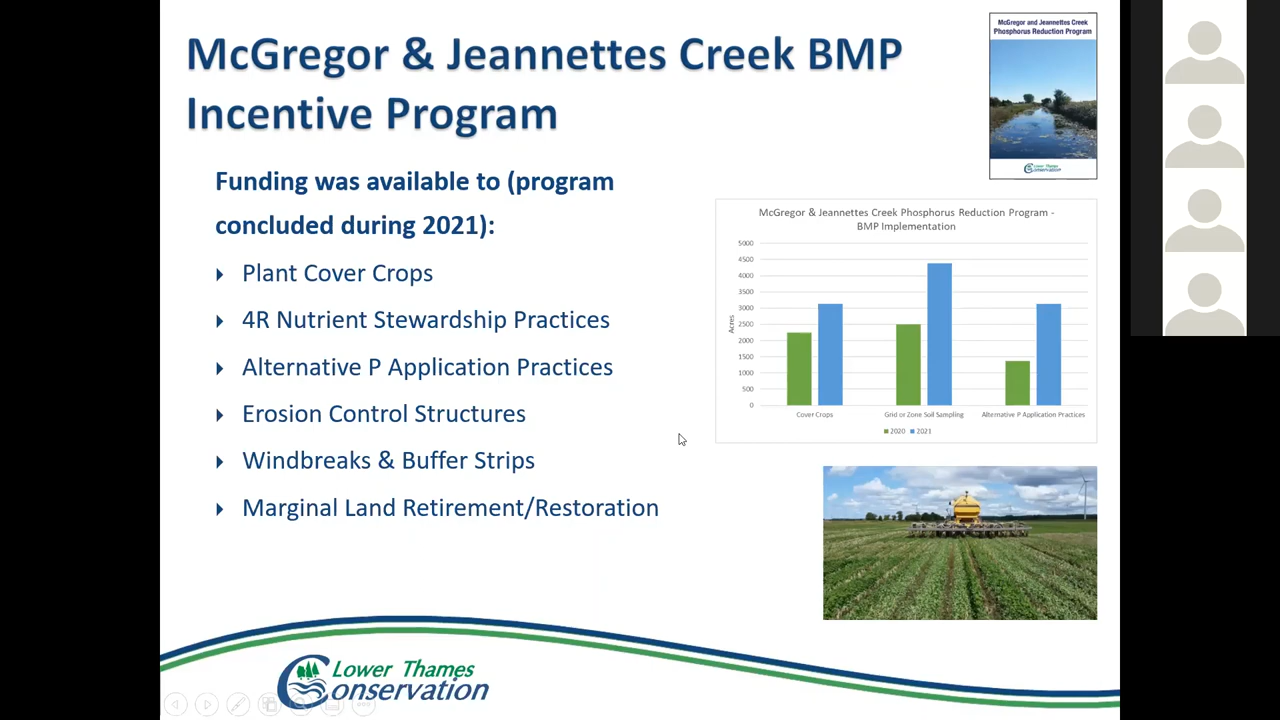 McGregor & Jeannettes Creek BMP
Incentive Program
Funding was available to (program
concluded during 2021):
Plant Cover Crops
4R Nutrient Stewardship Practices
Alternative P Application Practices
Erosion Control Structures
Windbreaks & Buffer Strips
Marginal Land Retirement/Restoration
McGregor and Jeannettes Creek
Phosphorus Reduction Program
Lower Thames
Conservation
McGregor & Jeannettes Creek Phosphorus Reduction Program -
BMP Implementation
Acres
5000
4500
4000
3500
3000
2500
2000
1500
1000
500
0
Cover Crops Grid or Zone Soil Sampling Alternative P Application Practices
2020 2021
Lower Thames
Conservation